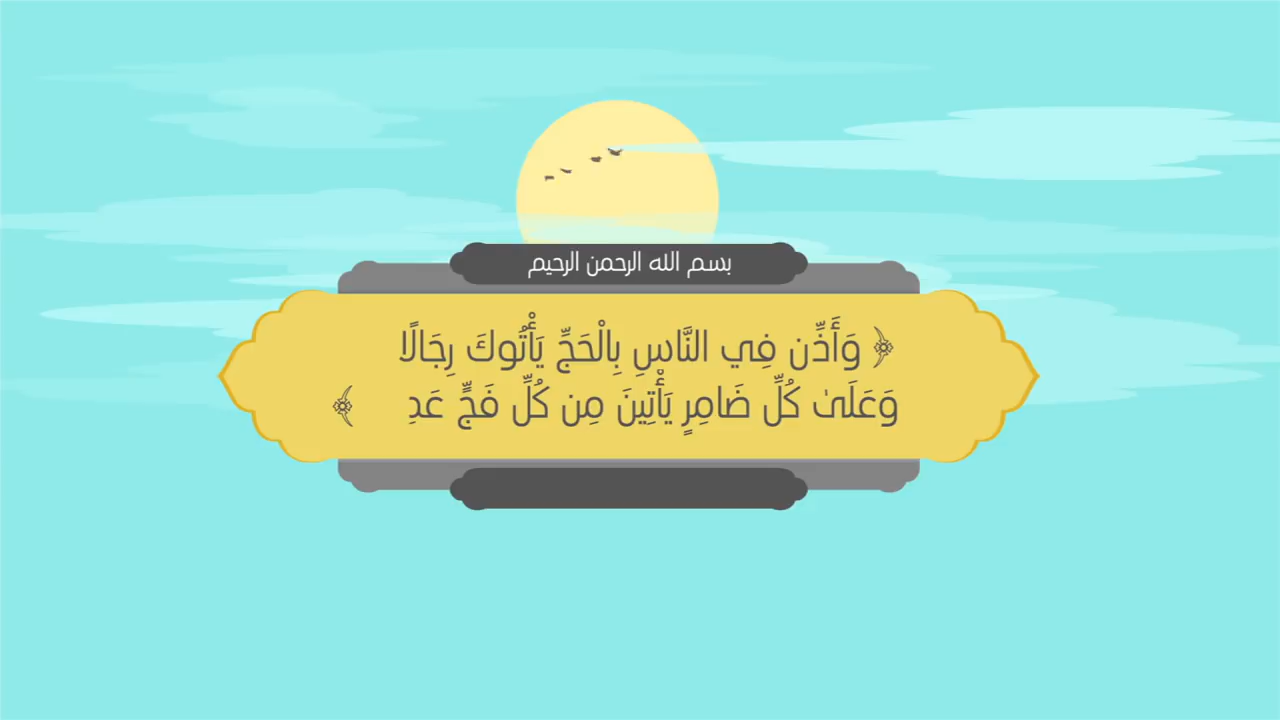 بسم الله الرحمن الرحيم
﴿ وَأَذِّن فِي النَّاسِ بِالْحَجِّ يَأْتُوكَ رِجَالًا
وَعَلَىٰ كُلِّ ضَامِرٍ يَأْتِينَ مِن كُلِّ فَجٍّ عَدِ ﴾